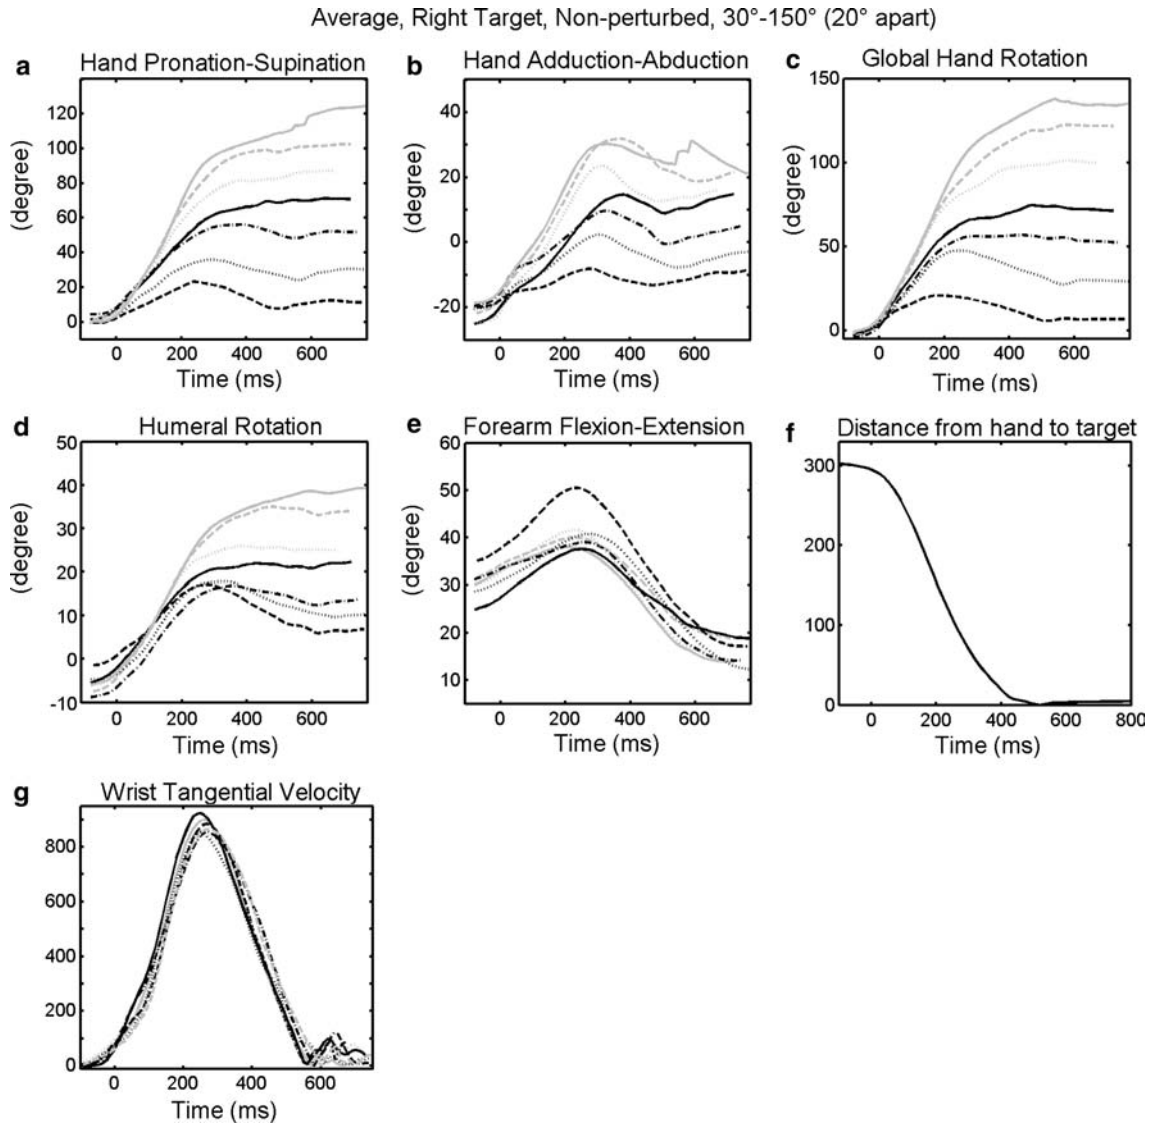 Average, Right Target, Non-perturbed, 30°-150° (20° apart)
a Hand Pronation-Supination
(degree)
120
100
80
60
40
20
0
0 200 400 600
Time (ms)
b Hand Adduction-Abduction
(degree)
40
20
0
-20
0 200 400 600
Time (ms)
c Global Hand Rotation
(degree)
150
100
50
0
0 200 400 600
Time (ms)
d Humeral Rotation
(degree)
50
40
30
20
10
0
-10
0 200 400 600
Time (ms)
e Forearm Flexion-Extension
(degree)
60
50
40
30
20
10
0 200 400 600
Time (ms)
f Distance from hand to target
300
200
100
0
0 200 400 600 800
Time (ms)
g Wrist Tangential Velocity
800
600
400
200
0
0 200 400 600
Time (ms)